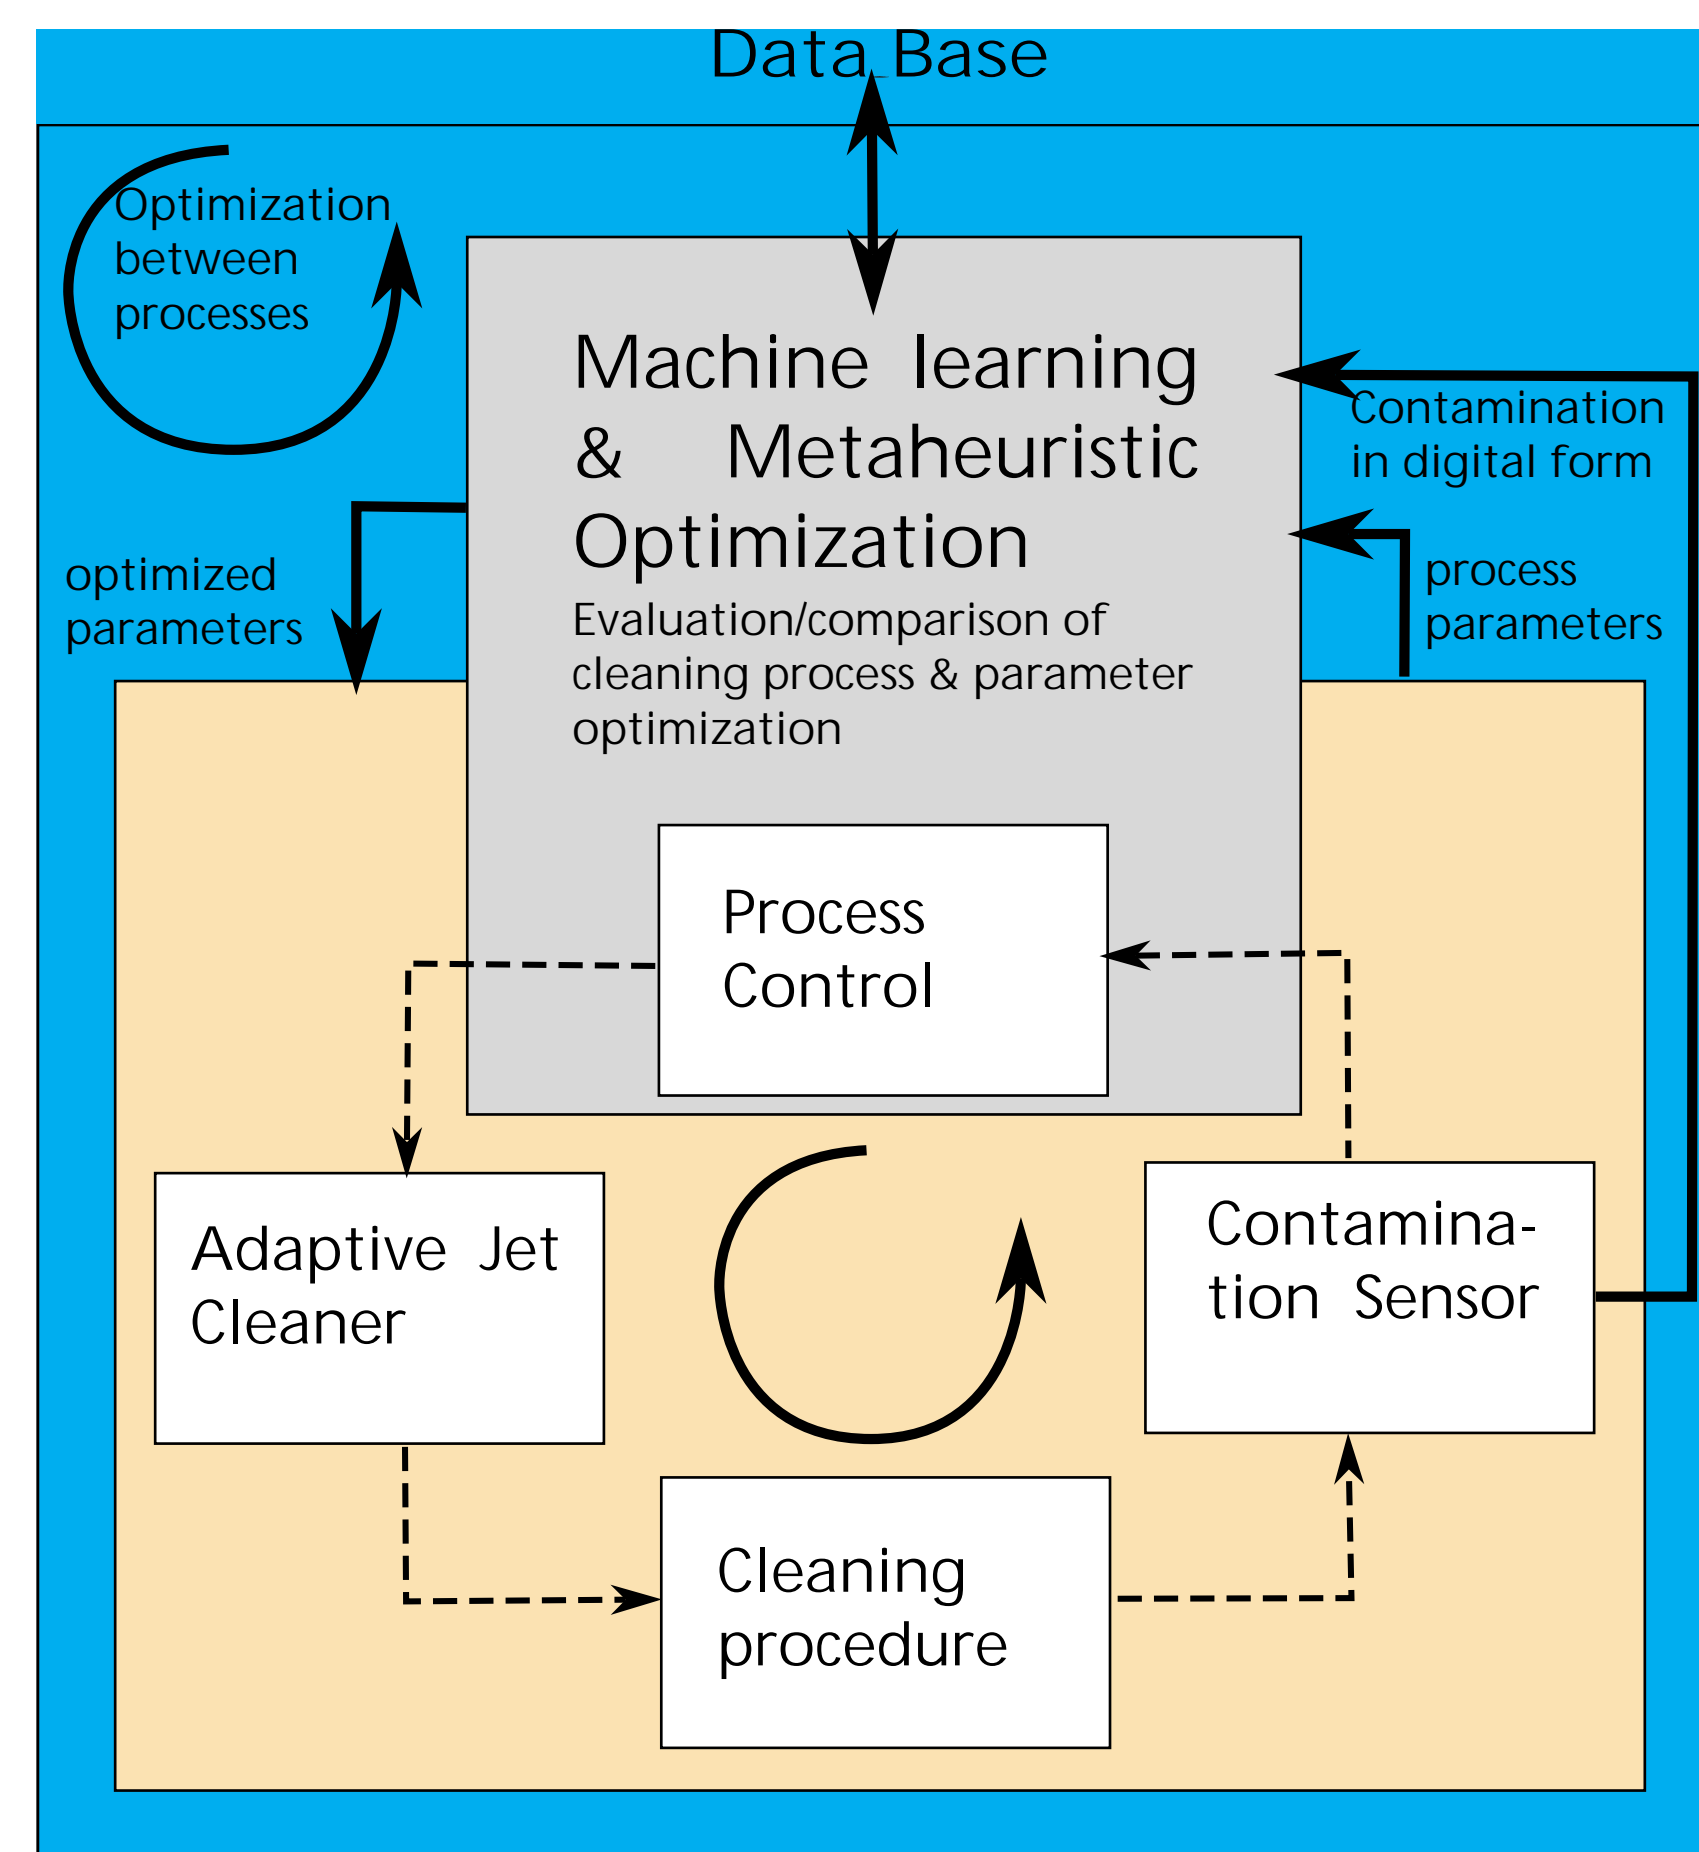 Data Base
Optimization
between
processes
Machine learning
& Metaheuristic
Optimization
Evaluation/comparison of
cleaning process & parameter
optimization
Contamination
in digital form
optimized
parameters
process
parameters
Process
Control
Adaptive Jet
Cleaner
Contamina-
tion Sensor
Cleaning
procedure